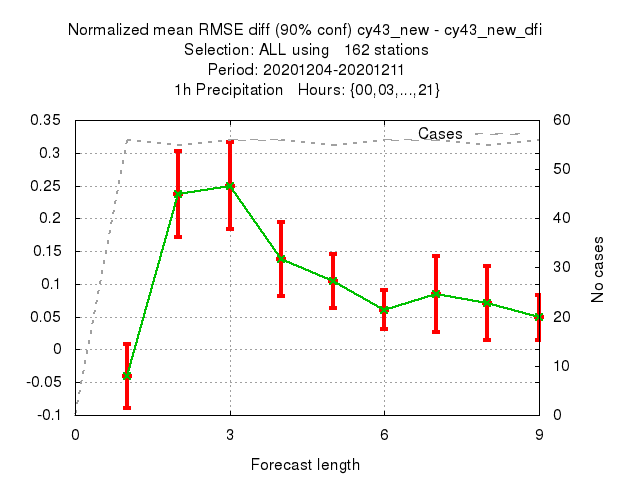 Normalized mean RMSE diff (90% conf) cy43_new - cy43_new_dfi
Selection: ALL using   162 stations
Period: 20201204-20201211
1h Precipitation   Hours: {00,03,...,21}
0.35
0.3
0.25
0.2
0.15
0.1
0.05
0
-0.05
-0.1
Cases
60
50
40
30
20
10
0
No cases
0 3 6 9
Forecast length